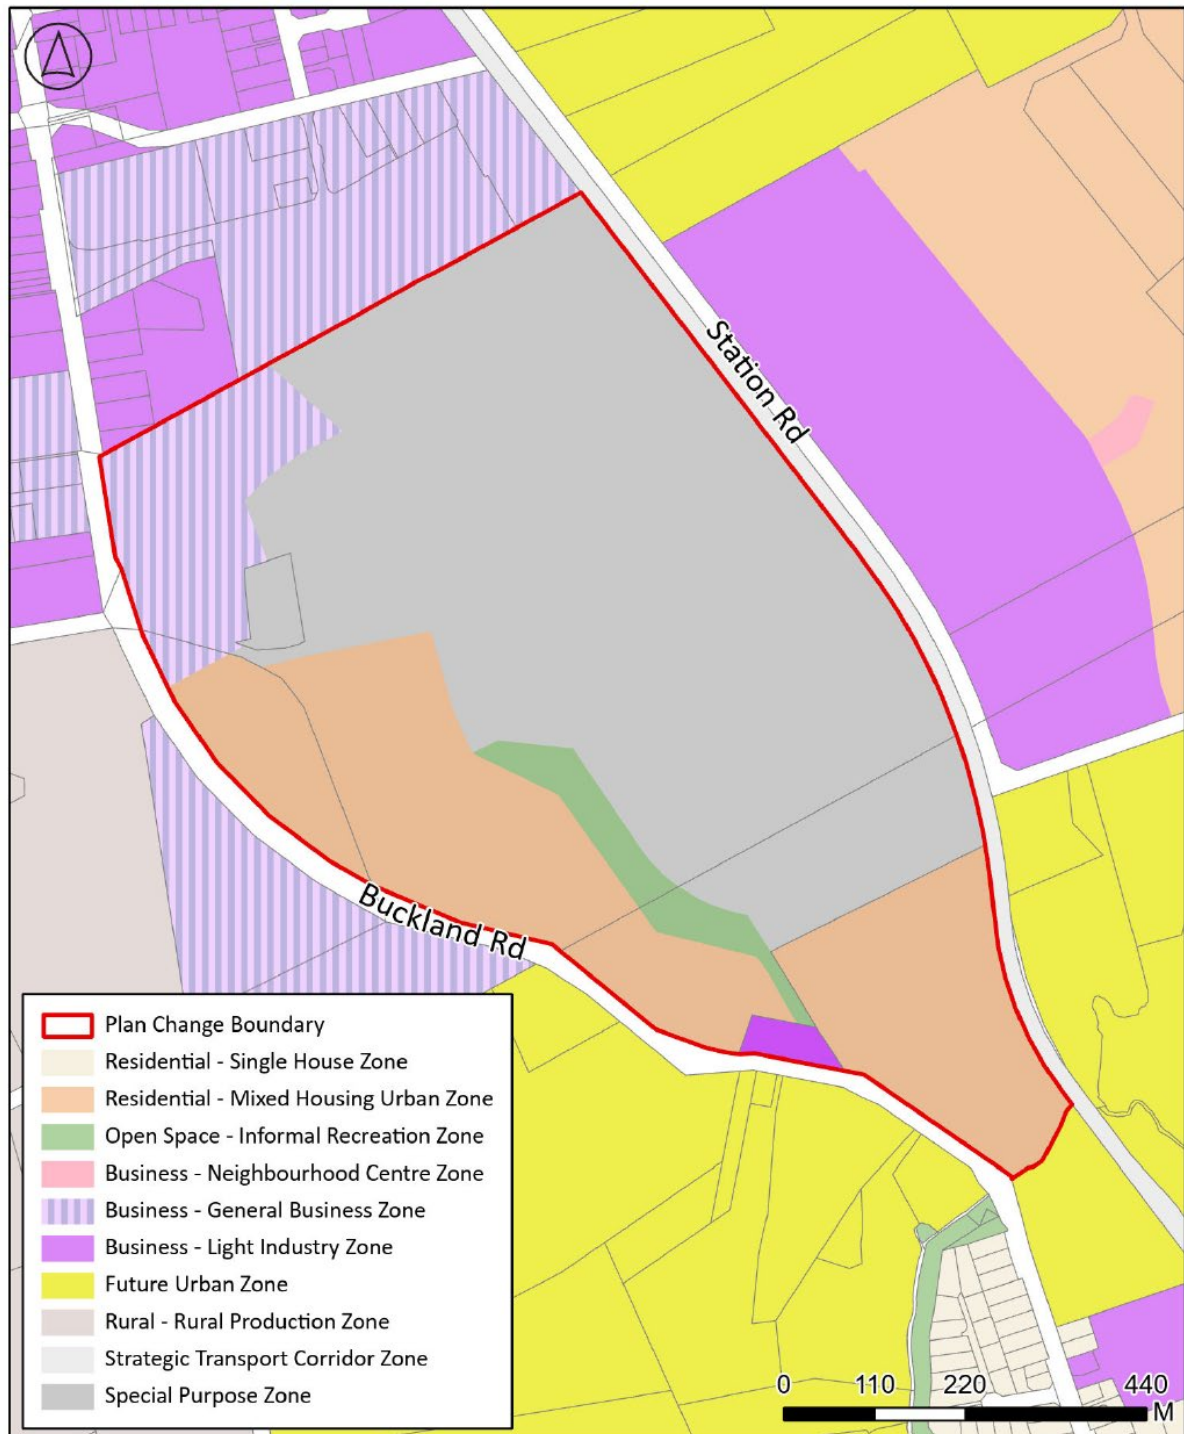 Station Rd
Buckland Rd
Plan Change Boundary
Residential - Single House Zone
Residential - Mixed Housing Urban Zone
Open Space - Informal Recreation Zone
Business - Neighbourhood Centre Zone
Business - General Business Zone
Business - Light Industry Zone
Future Urban Zone
Rural - Rural Production Zone
Strategic Transport Corridor Zone
Special Purpose Zone
0 110 220 440
M